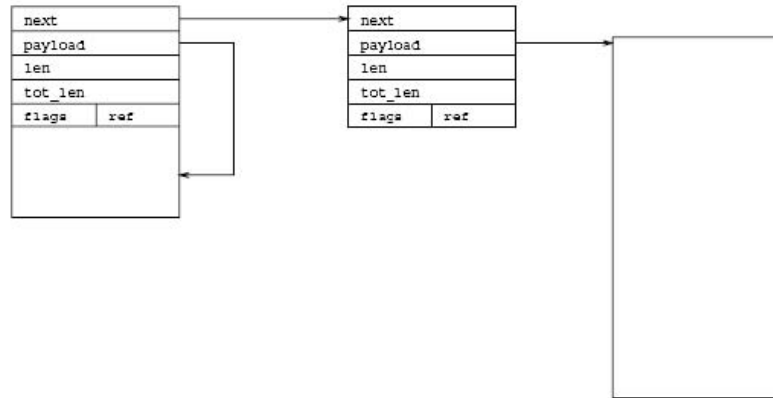 next
payload
len
tot_len
flags ref
next
payload
len
tot_len
flags ref